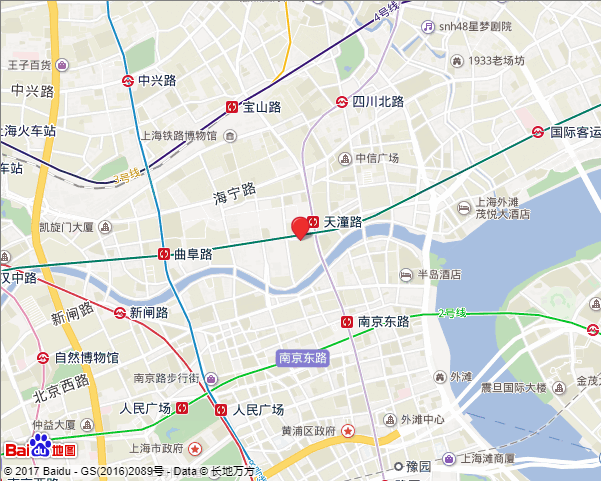 4号线
snh48星梦剧院
王子百货
1933老场坊
中兴路
中兴路
四川北路
宝山路
上海火车站
上海铁路博物馆
国际客运
中信广场
车站
3号线
海宁路
上海外滩
茂悦大酒店
凯旋门大厦
天潼路
曲阜路
汉中路
半岛酒店
新闸路
新闸路
南京东路
2号线
自然博物馆
南京东路
北京西路
南京路步行街
外滩
震旦国际大楼
金茂大
人民广场
人民广场
仲益大厦
外滩中心
黄浦区政府
上海市政府
Bai du 地图
豫园
上海滩商厦
© 2017 Baidu - GS(2016)2089号 - Data © 长地万方